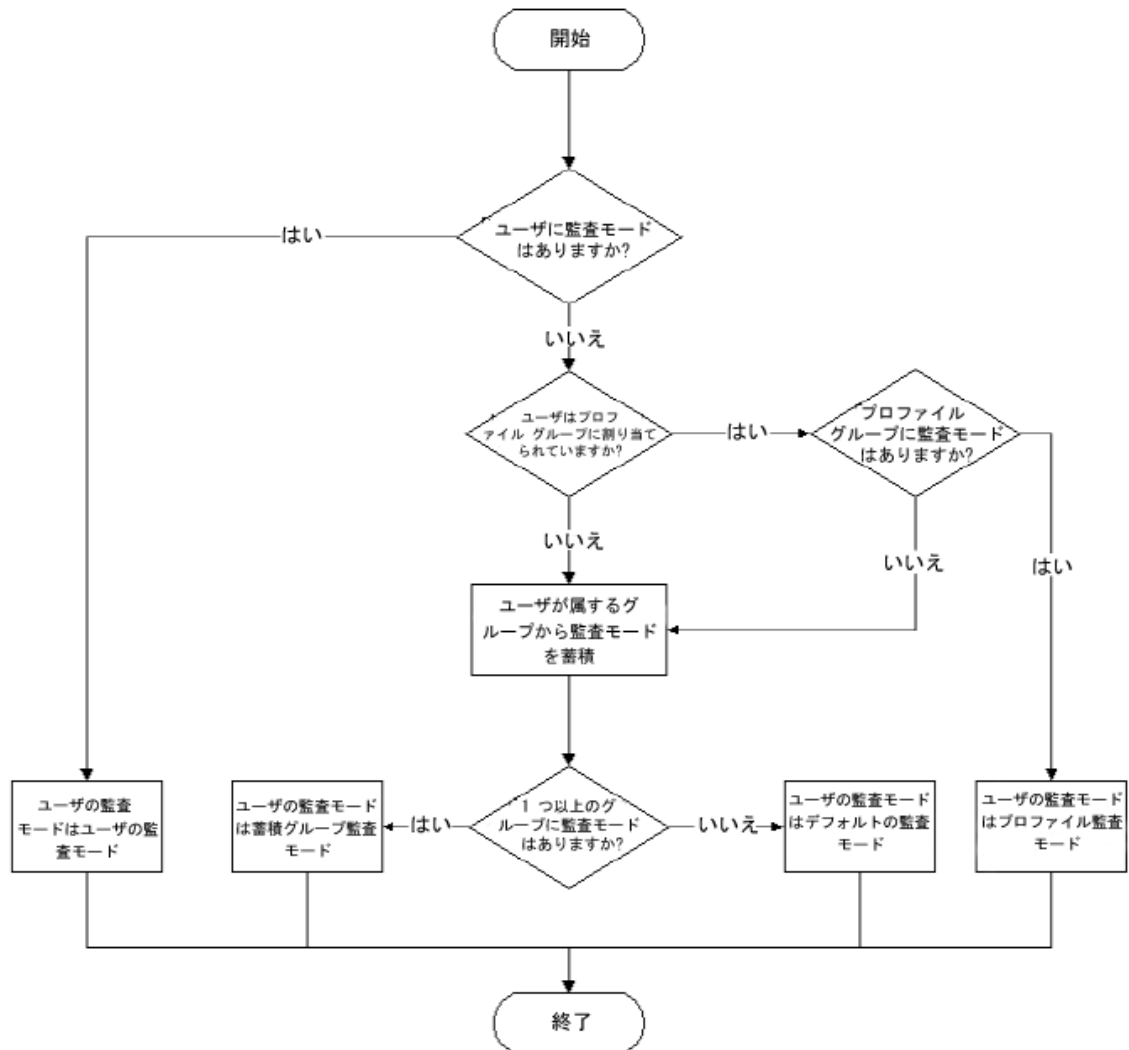 開始
ユーザに監査モード
はありますか?
はい
いいえ
ユーザはプロフ
ァイル グループに割り当て
られていますか?
はい
プロファイル
グループに監査モード
はありますか?
いいえ
いいえ
はい
ユーザが属するグ
ループから監査モード
を蓄積
ユーザの監査
モードはユーザの監
査モード
ユーザの監査モード
は蓄積グループ監査
モード
はい
1 つ以上のグ
ループに監査モード
はありますか?
いいえ
ユーザの監査モード
はデフォルトの監査
モード
ユーザの監査モード
はプロファイル監査
モード
終了